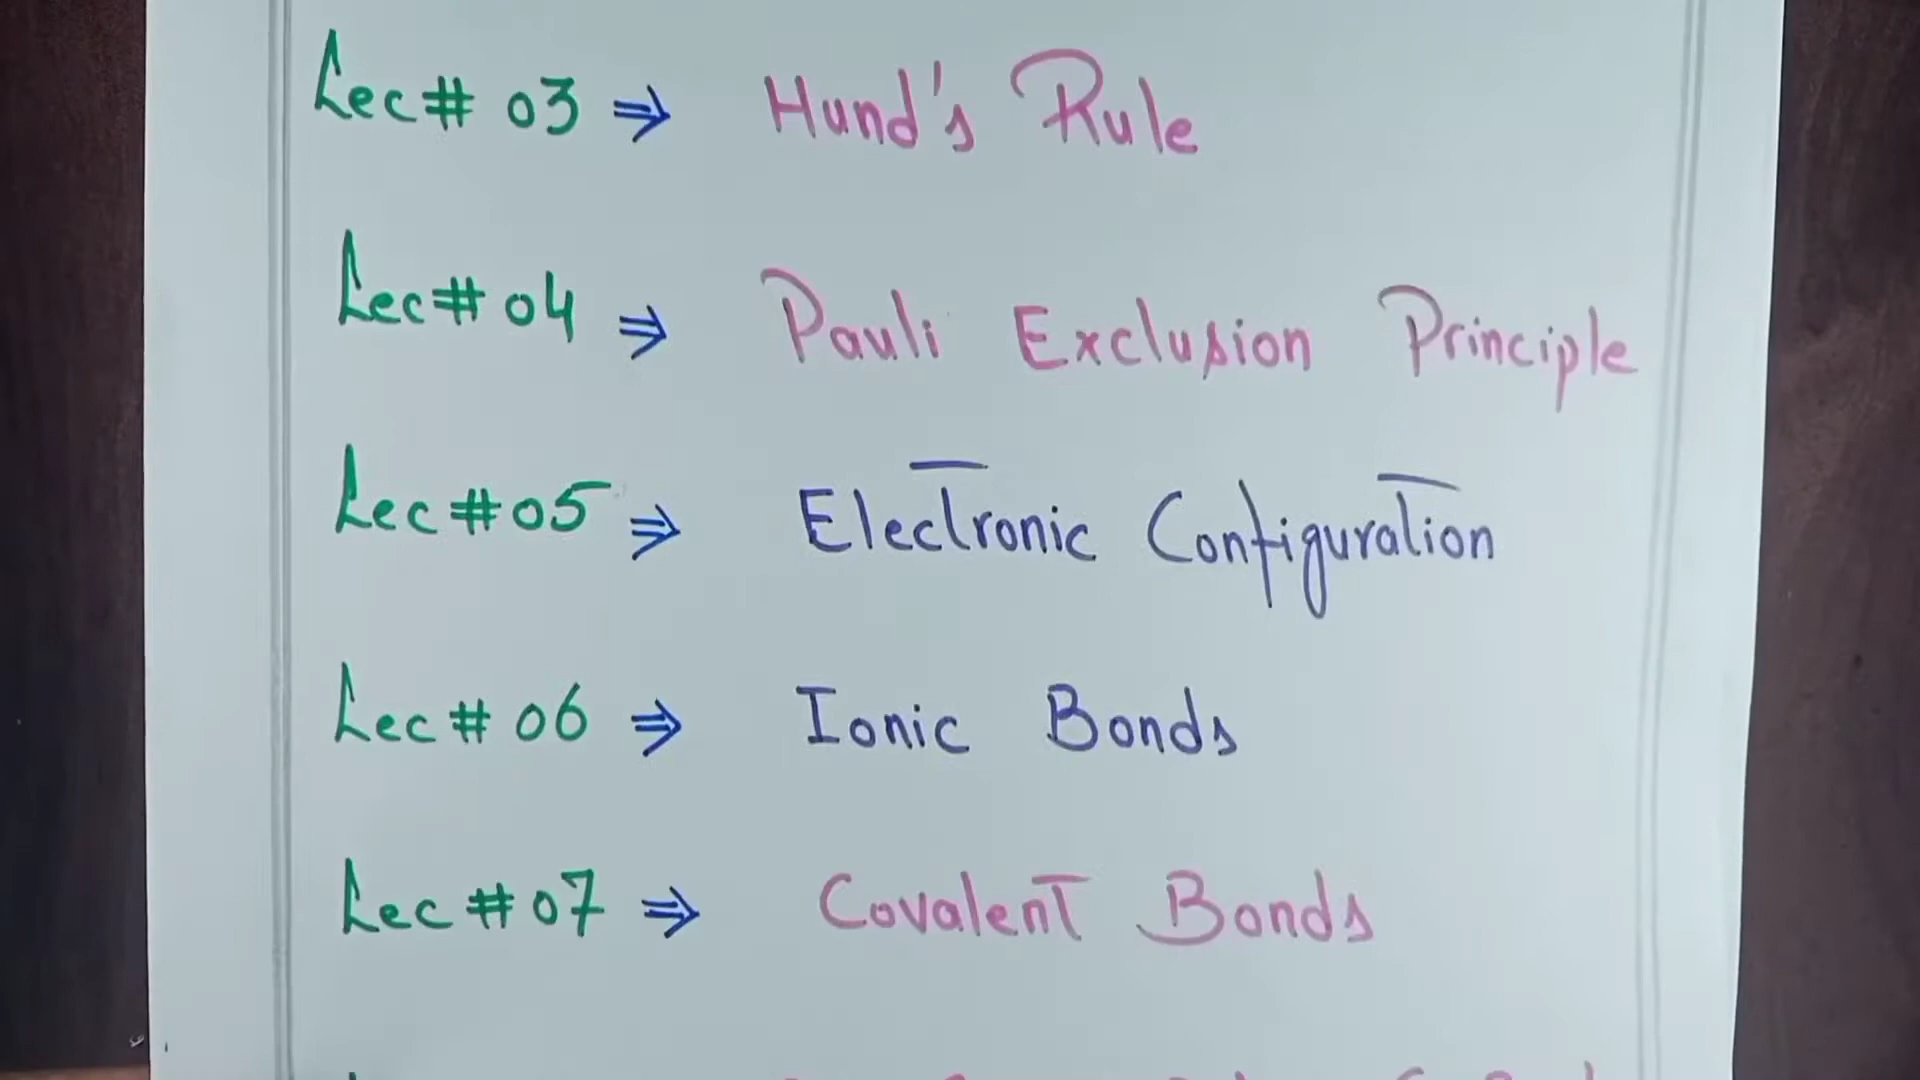 Lec# 03 ⇒ Hund's Rule
Lec# 04 ⇒ Pauli Exclusion Principle
Lec# 05 ⇒ Electronic Configuration
Lec# 06 ⇒ Ionic Bonds
Lec# 07 ⇒ Covalent Bonds